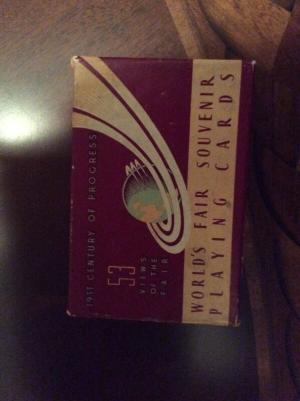 1933 A CENTURY OF PROGRESS
53
VIEWS
OF THE
FAIR
WORLD'S FAIR SOUVENIR
PLAYING CARDS